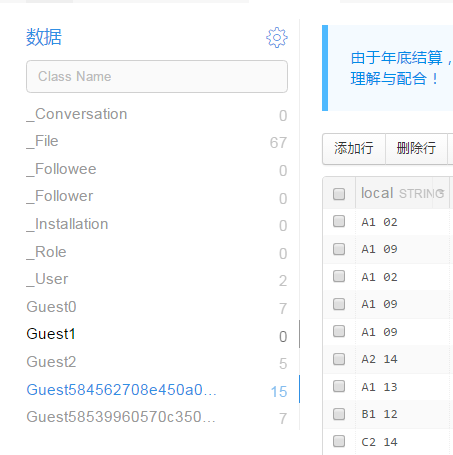 数据
Class Name
_Conversation 0
_File 67
_Followee 0
_Follower 0
_Installation 0
_Role 0
_User 2
Guest0 7
Guest1 0
Guest2 5
Guest584562708e450a0... 15
Guest58539960570c350... 7
由于年底结算，
理解与配合！
添加行 删除行
local STRING
A1 02
A1 09
A1 02
A1 09
A1 09
A2 14
A1 13
B1 12
C2 14